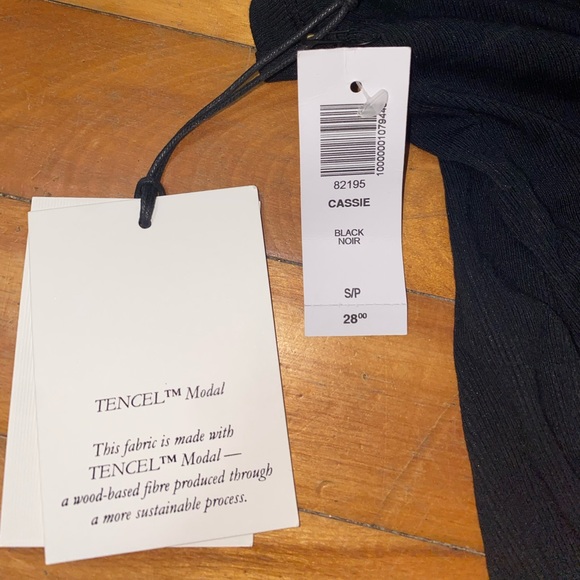 82195
CASSIE
BLACK
NOIR
S/P
28⁰⁰
TENCEL™ Modal
This fabric is made with
TENCEL™ Modal —
a wood-based fibre produced through
a more sustainable process.